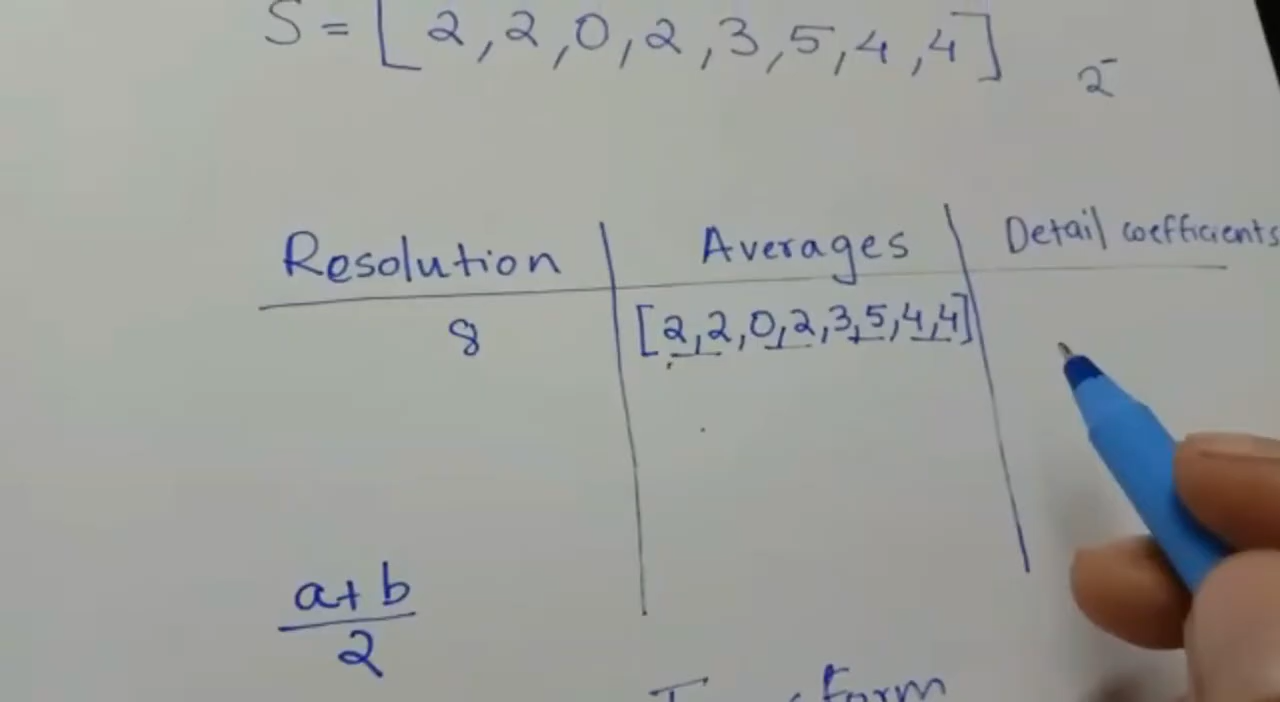 S = [2,2,0,2,3,5,4,4]
2
Resolution Averages Detail coefficients
8 [2,2,0,2,3,5,4,4]
a+b
2